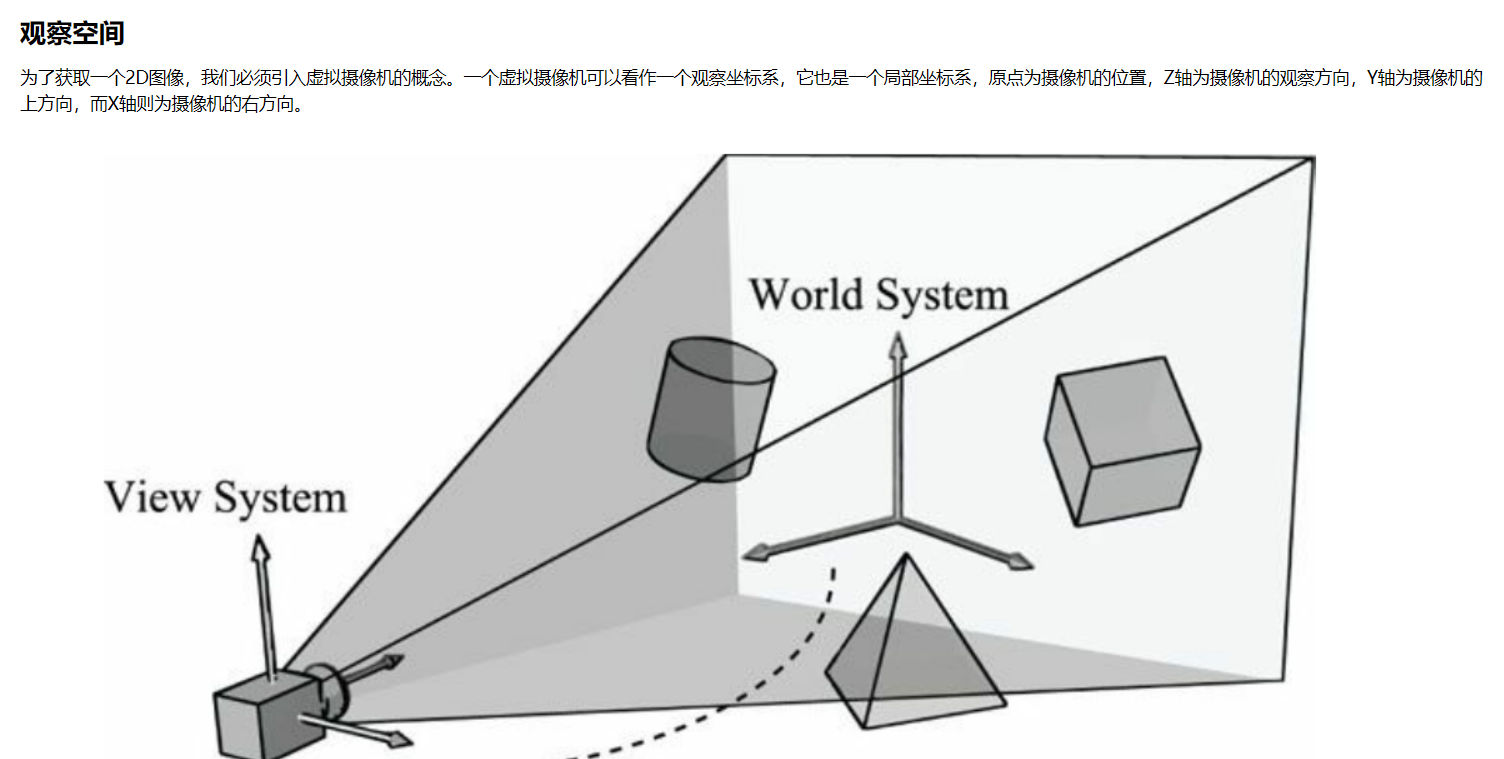 观察空间
为了获取一个2D图像，我们必须引入虚拟摄像机的概念。一个虚拟摄像机可以看作一个观察坐标系，它也是一个局部坐标系，原点为摄像机的位置，Z轴为摄像机的观察方向，Y轴为摄像机的
上方向，而X轴则为摄像机的右方向。
World System
View System